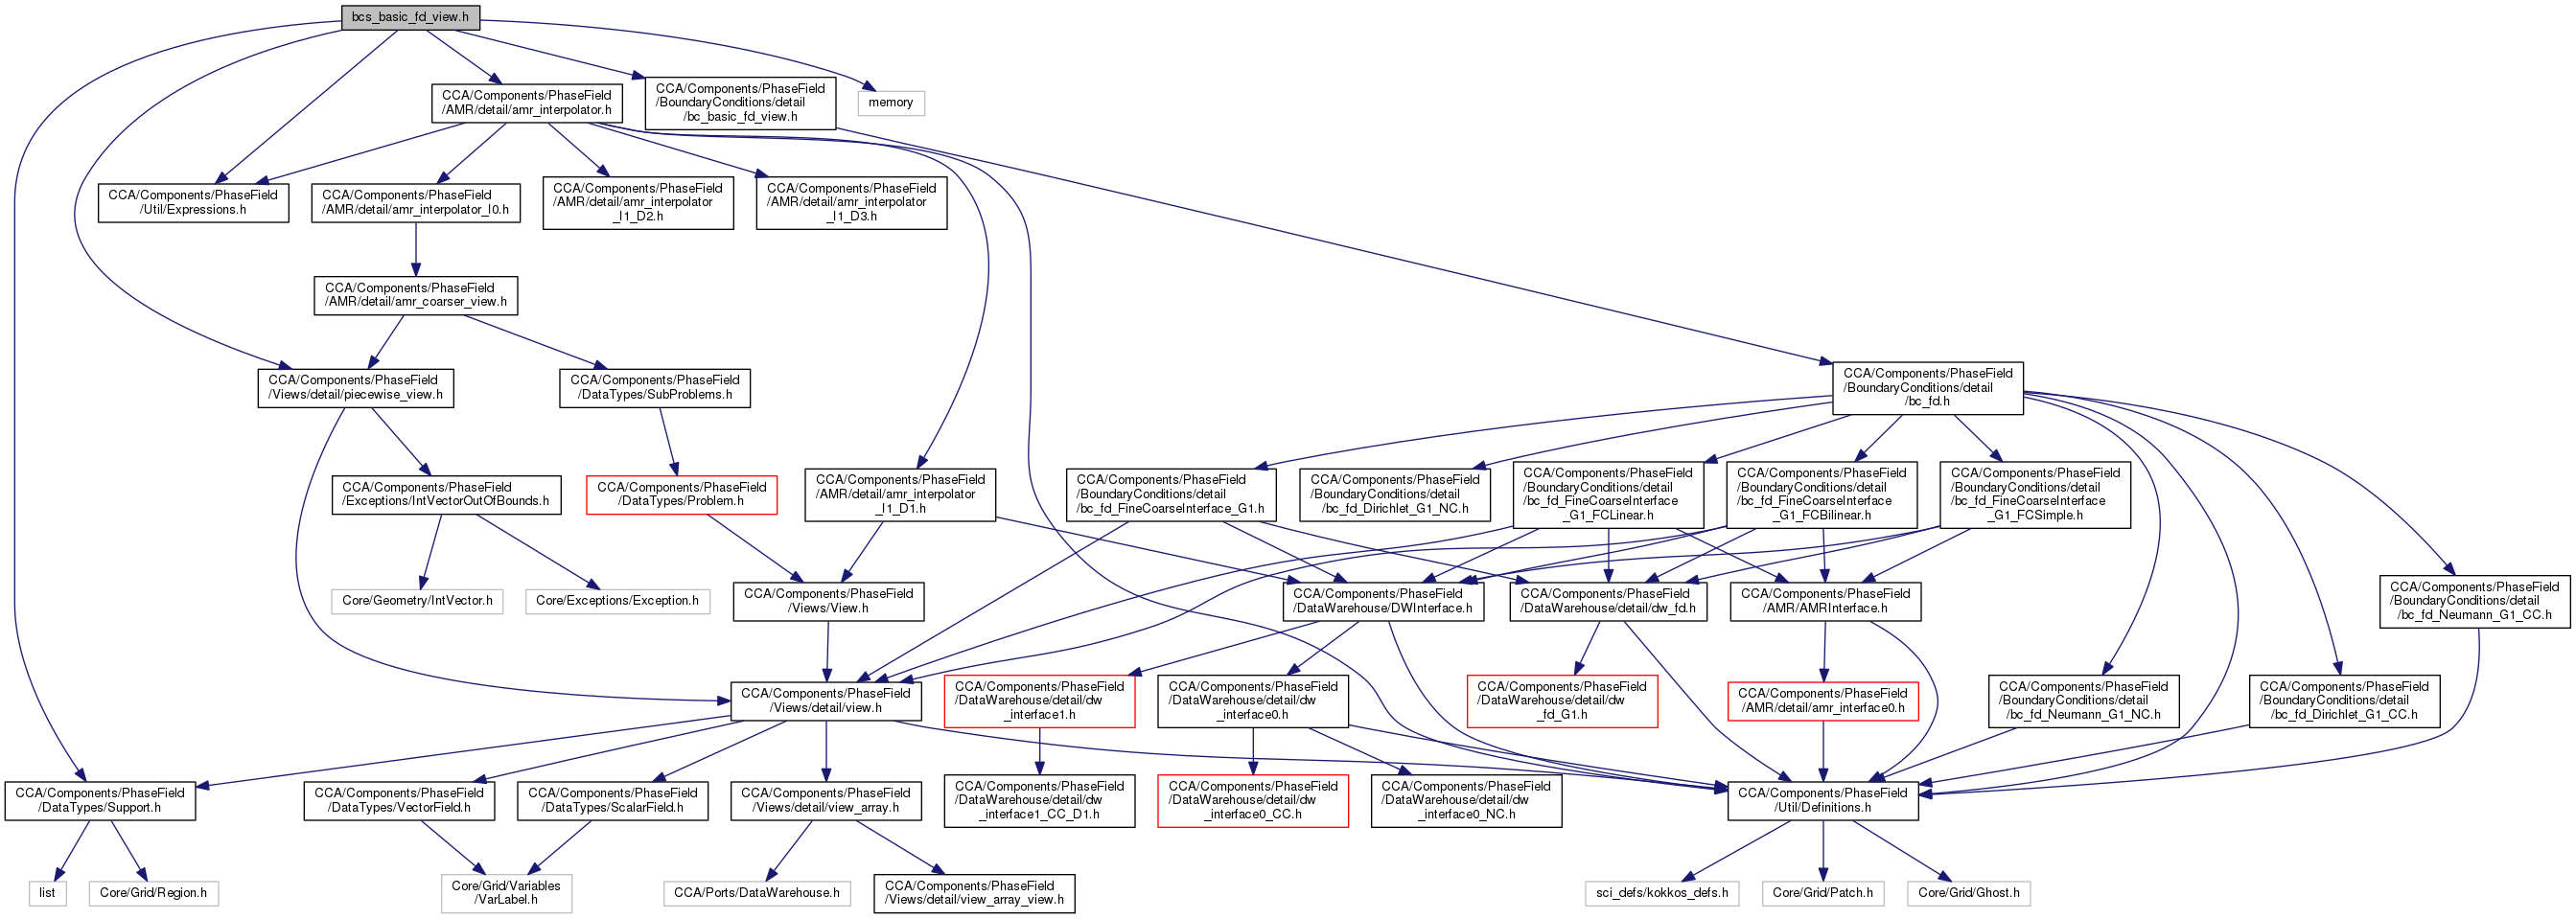 bcs_basic_fd_view.h
CCA/Components/PhaseField
/AMR/detail/amr_interpolator.h
CCA/Components/PhaseField
/BoundaryConditions/detail
/bc_basic_fd_view.h
memory
CCA/Components/PhaseField
/Util/Expressions.h
CCA/Components/PhaseField
/AMR/detail/amr_interpolator_I0.h
CCA/Components/PhaseField
/AMR/detail/amr_interpolator
_I1_D2.h
CCA/Components/PhaseField
/AMR/detail/amr_interpolator
_I1_D3.h
CCA/Components/PhaseField
/AMR/detail/amr_coarser_view.h
CCA/Components/PhaseField
/Views/detail/piecewise_view.h
CCA/Components/PhaseField
/DataTypes/SubProblems.h
CCA/Components/PhaseField
/BoundaryConditions/detail
/bc_fd.h
CCA/Components/PhaseField
/Exceptions/IntVectorOutOfBounds.h
CCA/Components/PhaseField
/DataTypes/Problem.h
CCA/Components/PhaseField
/AMR/detail/amr_interpolator
_I1_D1.h
CCA/Components/PhaseField
/BoundaryConditions/detail
/bc_fd_FineCoarseInterface_G1.h
CCA/Components/PhaseField
/BoundaryConditions/detail
/bc_fd_Dirichlet_G1_NC.h
CCA/Components/PhaseField
/BoundaryConditions/detail
/bc_fd_FineCoarseInterface
_G1_FCLinear.h
CCA/Components/PhaseField
/BoundaryConditions/detail
/bc_fd_FineCoarseInterface
_G1_FCBilinear.h
CCA/Components/PhaseField
/BoundaryConditions/detail
/bc_fd_FineCoarseInterface
_G1_FCSimple.h
Core/Geometry/IntVector.h
Core/Exceptions/Exception.h
CCA/Components/PhaseField
/Views/View.h
CCA/Components/PhaseField
/DataWarehouse/DWInterface.h
CCA/Components/PhaseField
/DataWarehouse/detail/dw_fd.h
CCA/Components/PhaseField
/AMR/AMRInterface.h
CCA/Components/PhaseField
/BoundaryConditions/detail
/bc_fd_Neumann_G1_CC.h
CCA/Components/PhaseField
/Views/detail/view.h
CCA/Components/PhaseField
/DataWarehouse/detail/dw
_interface1.h
CCA/Components/PhaseField
/DataWarehouse/detail/dw
_interface0.h
CCA/Components/PhaseField
/DataWarehouse/detail/dw
_fd_G1.h
CCA/Components/PhaseField
/AMR/detail/amr_interface0.h
CCA/Components/PhaseField
/BoundaryConditions/detail
/bc_fd_Neumann_G1_NC.h
CCA/Components/PhaseField
/BoundaryConditions/detail
/bc_fd_Dirichlet_G1_CC.h
CCA/Components/PhaseField
/DataTypes/Support.h
CCA/Components/PhaseField
/DataTypes/VectorField.h
CCA/Components/PhaseField
/DataTypes/ScalarField.h
CCA/Components/PhaseField
/Views/detail/view_array.h
CCA/Components/PhaseField
/DataWarehouse/detail/dw
_interface1_CC_D1.h
CCA/Components/PhaseField
/DataWarehouse/detail/dw
_interface0_CC.h
CCA/Components/PhaseField
/DataWarehouse/detail/dw
_interface0_NC.h
CCA/Components/PhaseField
/Util/Definitions.h
list
Core/Grid/Region.h
Core/Grid/Variables
/VarLabel.h
CCA/Ports/DataWarehouse.h
CCA/Components/PhaseField
/Views/detail/view_array_view.h
sci_defs/kokkos_defs.h
Core/Grid/Patch.h
Core/Grid/Ghost.h